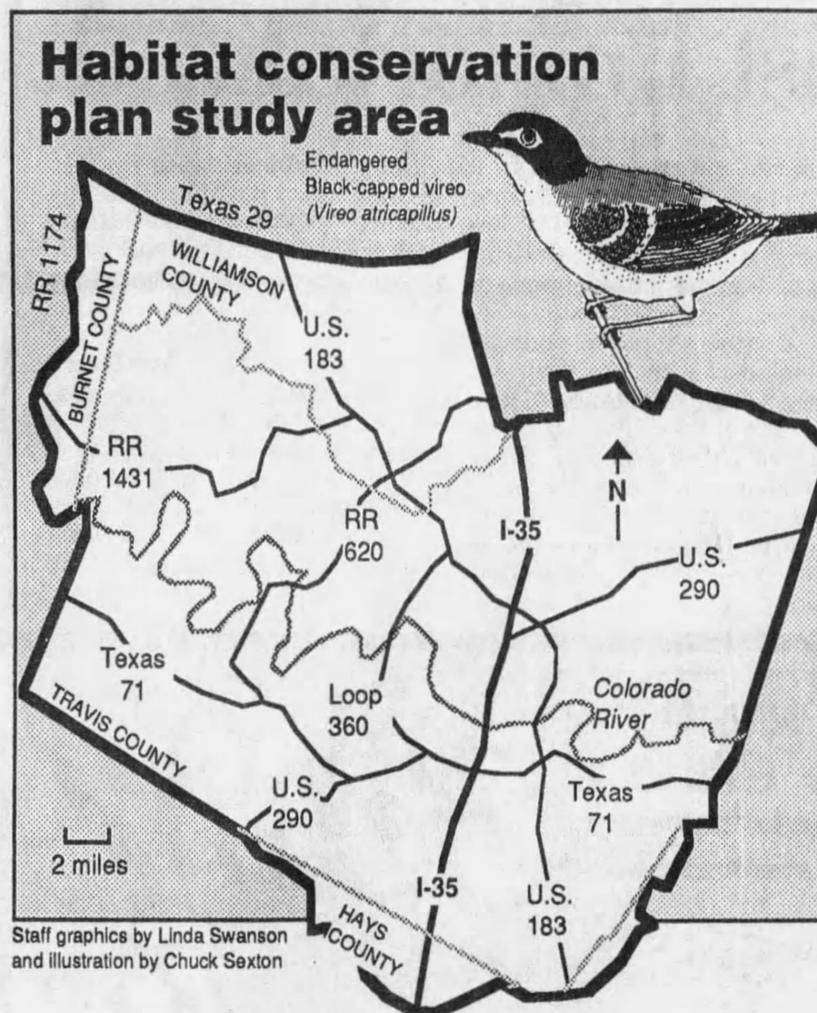 Habitat conservation
plan study area
Endangered
Black-capped vireo
(Vireo atricapillus)
Texas 29
RR 1174
WILLIAMSON
COUNTY
BURNET COUNTY
U.S.
183
RR
1431
RR
620
I-35
N
U.S.
290
Texas
71
Loop
360
Colorado
River
TRAVIS COUNTY
U.S.
290
Texas
71
2 miles
I-35
U.S.
183
HAYS
COUNTY
Staff graphics by Linda Swanson
and illustration by Chuck Sexton